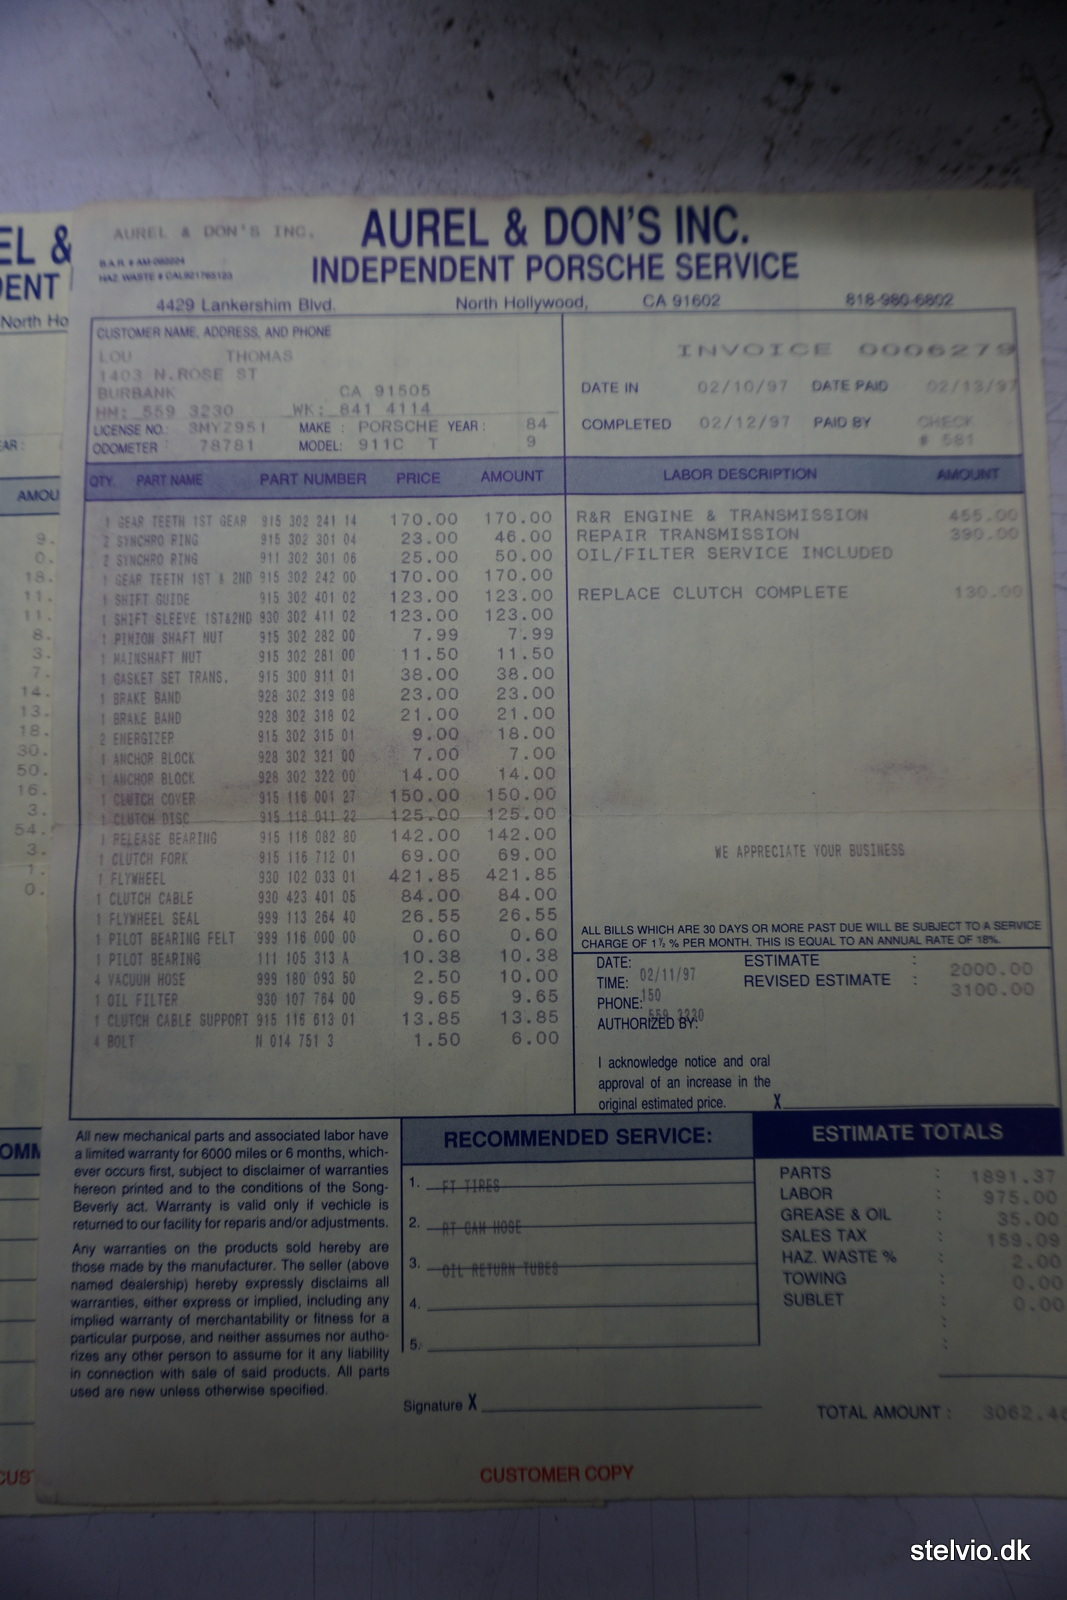 AUREL & DON'S INC.
AUREL & DON'S INC.
INDEPENDENT PORSCHE SERVICE
B.A.R. # AM 092024
HAZ. WASTE # CAL921763123
4429 Lankershim Blvd. North Hollywood, CA 91602 818-980-6802
CUSTOMER NAME, ADDRESS, AND PHONE
LOU THOMAS
1403 N.ROSE ST
BURBANK CA 91505
HM: 559 3230 WK: 841 4114
LICENSE NO.: 3MYZ951 MAKE : PORSCHE YEAR : 84
ODOMETER : 78781 MODEL: 911C T 9
INVOICE 0006279
DATE IN 02/10/97 DATE PAID 02/13/97
COMPLETED 02/12/97 PAID BY CHECK
# 581
QTY. PART NAME PART NUMBER PRICE AMOUNT
1 GEAR TEETH 1ST GEAR 915 302 241 14 170.00 170.00
2 SYNCHRO RING 915 302 301 04 23.00 46.00
2 SYNCHRO RING 911 302 301 06 25.00 50.00
1 GEAR TEETH 1ST & 2ND 915 302 242 00 170.00 170.00
1 SHIFT GUIDE 915 302 401 02 123.00 123.00
1 SHIFT SLEEVE 1ST&2ND 930 302 411 02 123.00 123.00
1 PINION SHAFT NUT 915 302 282 00 7.99 7.99
1 MAINSHAFT NUT 915 302 281 00 11.50 11.50
1 GASKET SET TRANS. 915 300 911 01 38.00 38.00
1 BRAKE BAND 928 302 319 08 23.00 23.00
1 BRAKE BAND 928 302 318 02 21.00 21.00
2 ENERGIZER 915 302 315 01 9.00 18.00
1 ANCHOR BLOCK 928 302 321 00 7.00 7.00
1 ANCHOR BLOCK 928 302 322 00 14.00 14.00
1 CLUTCH COVER 915 116 001 27 150.00 150.00
1 CLUTCH DISC 915 116 011 22 125.00 125.00
1 RELEASE BEARING 915 116 082 80 142.00 142.00
1 CLUTCH FORK 915 116 712 01 69.00 69.00
1 FLYWHEEL 930 102 033 01 421.85 421.85
1 CLUTCH CABLE 930 423 401 05 84.00 84.00
1 FLYWHEEL SEAL 999 113 264 40 26.55 26.55
1 PILOT BEARING FELT 999 116 000 00 0.60 0.60
1 PILOT BEARING 111 105 313 A 10.38 10.38
4 VACUUM HOSE 999 180 093 50 2.50 10.00
1 OIL FILTER 930 107 764 00 9.65 9.65
1 CLUTCH CABLE SUPPORT 915 116 613 01 13.85 13.85
4 BOLT N 014 751 3 1.50 6.00
LABOR DESCRIPTION AMOUNT
R&R ENGINE & TRANSMISSION 455.00
REPAIR TRANSMISSION 390.00
OIL/FILTER SERVICE INCLUDED
REPLACE CLUTCH COMPLETE 130.00
WE APPRECIATE YOUR BUSINESS
ALL BILLS WHICH ARE 30 DAYS OR MORE PAST DUE WILL BE SUBJECT TO A SERVICE
CHARGE OF 1½ % PER MONTH. THIS IS EQUAL TO AN ANNUAL RATE OF 18%.
DATE: 02/11/97 ESTIMATE : 2000.00
TIME: 150 REVISED ESTIMATE : 3100.00
PHONE: 559 3230
AUTHORIZED BY:
I acknowledge notice and oral
approval of an increase in the
original estimated price. X
All new mechanical parts and associated labor have
a limited warranty for 6000 miles or 6 months, which-
ever occurs first, subject to disclaimer of warranties
hereon printed and to the conditions of the Song-
Beverly act. Warranty is valid only if vechicle is
returned to our facility for reparis and/or adjustments.
Any warranties on the products sold hereby are
those made by the manufacturer. The seller (above
named dealership) hereby expressly disclaims all
warranties, either express or implied, including any
implied warranty of merchantability or fitness for a
particular purpose, and neither assumes nor autho-
rizes any other person to assume for it any liability
in connection with sale of said products. All parts
used are new unless otherwise specified.
RECOMMENDED SERVICE:
1. FT TIRES
2. RT CAM HOSE
3. OIL RETURN TUBES
4.
5.
Signature X
ESTIMATE TOTALS
PARTS : 1891.37
LABOR : 975.00
GREASE & OIL : 35.00
SALES TAX : 159.09
HAZ. WASTE % : 2.00
TOWING : 0.00
SUBLET : 0.00
TOTAL AMOUNT : 3062.46
CUSTOMER COPY
stelvio.dk